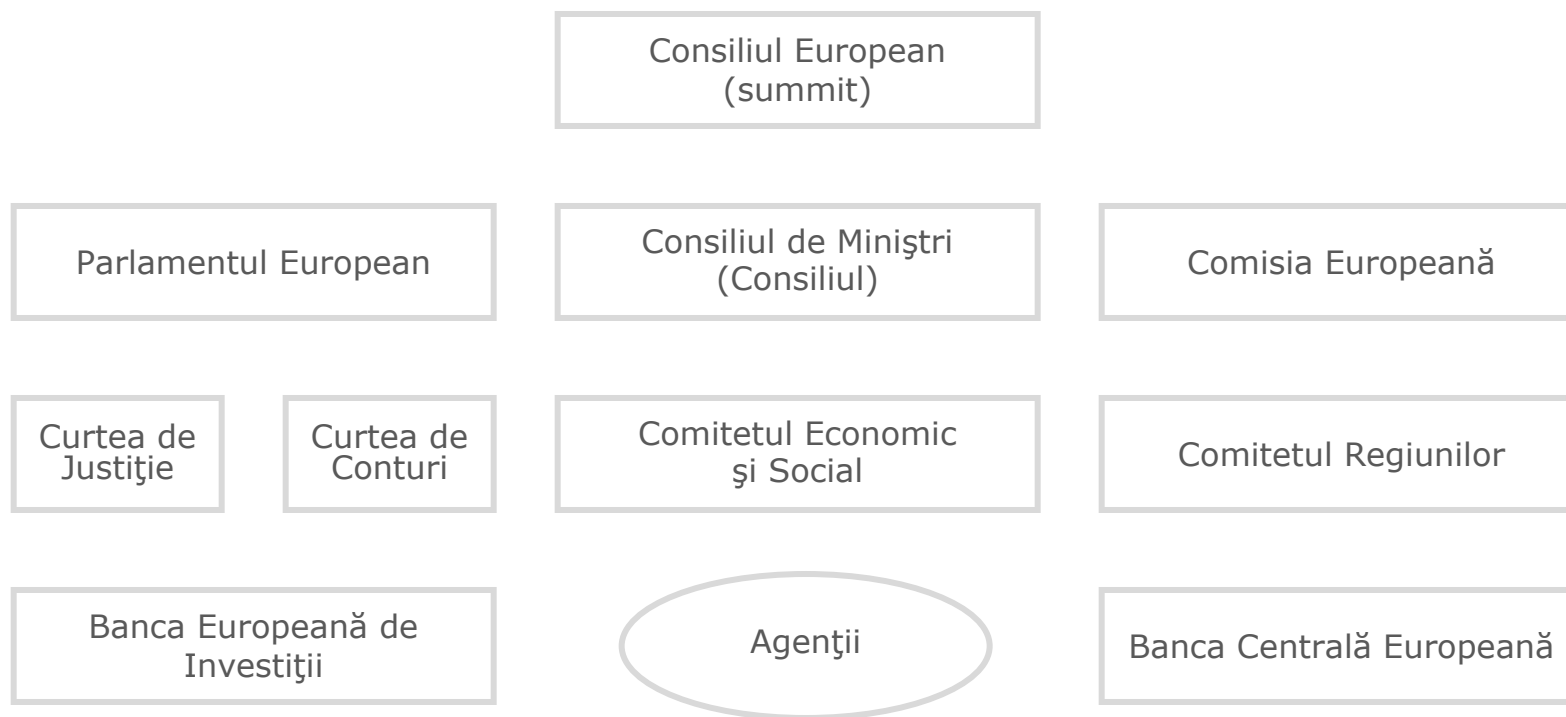 Consiliul European
(summit)
Parlamentul European
Consiliul de Miniştri
(Consiliul)
Comisia Europeană
Curtea de
Justiţie
Curtea de
Conturi
Comitetul Economic
şi Social
Comitetul Regiunilor
Banca Europeană de
Investiţii
Agenţii
Banca Centrală Europeană